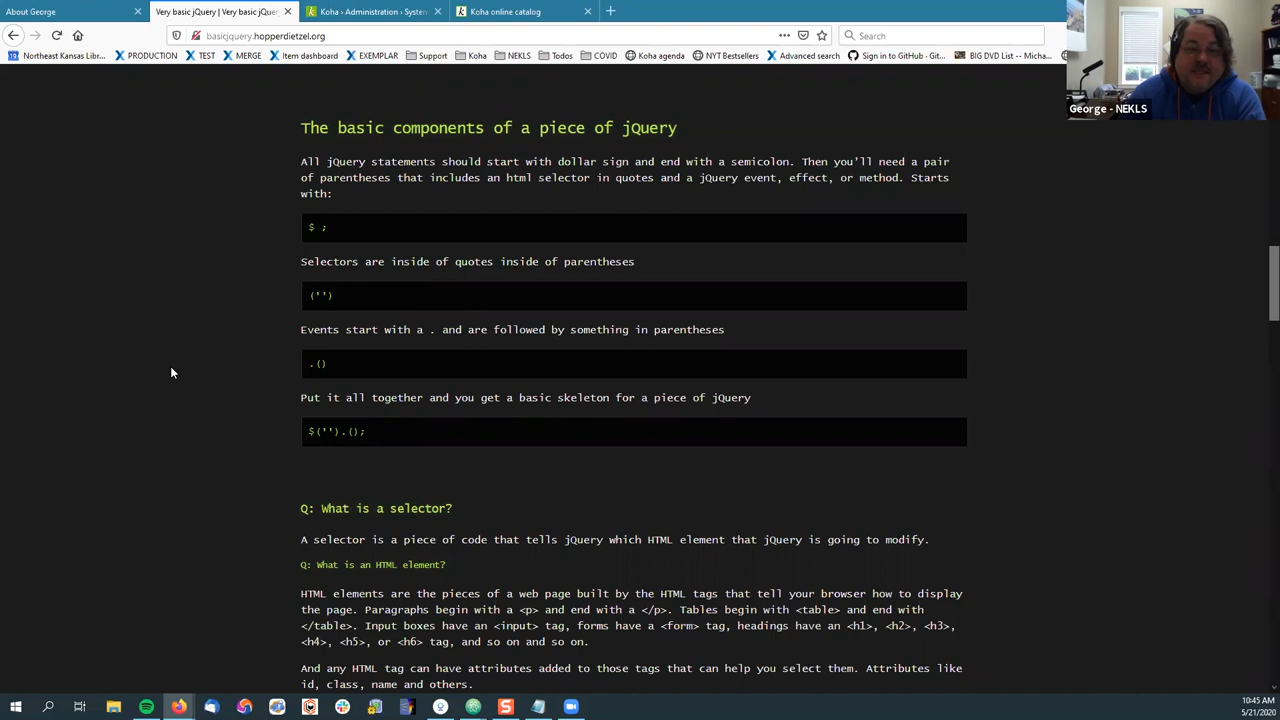 About George
Very basic jQuery | Very basic jQuer
Koha › Administration › System
Koha online catalog
basicjquery.hopperdietzel.org
Search
Northeast Kansas Libr...
PRODUCTION
TEST
MERGE
Item dashboard
EXEMPLAR
Support
Koha
NEKLS
Todos
COVID
Koha agenda
NYT Bestsellers
Advanced search
Sign in to GitHub · Git...
BIG DVD List -- Micha...
George - NEKLS
The basic components of a piece of jQuery
All jQuery statements should start with dollar sign and end with a semicolon. Then you'll need a pair
of parentheses that includes an html selector in quotes and a jQuery event, effect, or method. Starts
with:
$ ;
Selectors are inside of quotes inside of parentheses
('')
Events start with a . and are followed by something in parentheses
.()
Put it all together and you get a basic skeleton for a piece of jQuery
$('').();
Q: What is a selector?
A selector is a piece of code that tells jQuery which HTML element that jQuery is going to modify.
Q: What is an HTML element?
HTML elements are the pieces of a web page built by the HTML tags that tell your browser how to display
the page. Paragraphs begin with a <p> and end with a </p>. Tables begin with <table> and end with
</table>. Input boxes have an <input> tag, forms have a <form> tag, headings have an <h1>, <h2>, <h3>,
<h4>, <h5>, or <h6> tag, and so on and so on.
And any HTML tag can have attributes added to those tags that can help you select them. Attributes like
id, class, name and others.
10:45 AM
5/21/2020